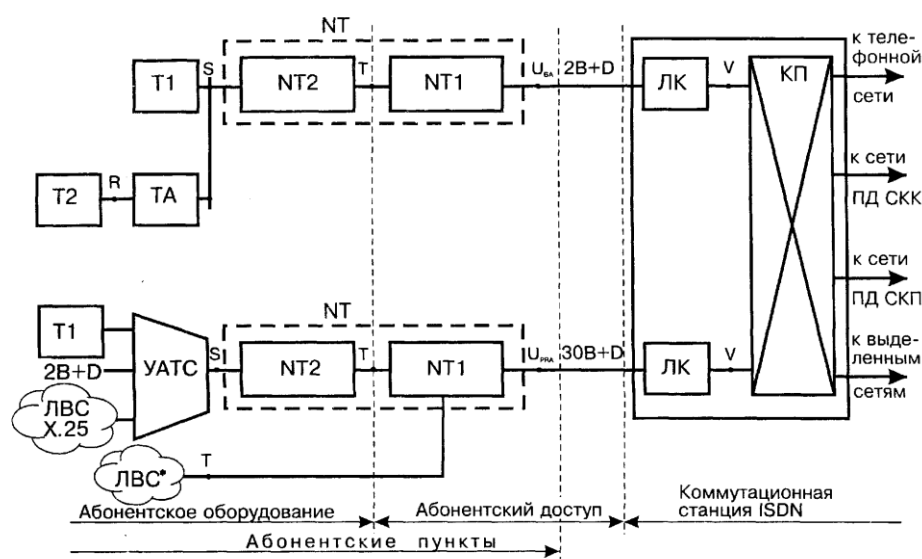 NT
к теле-
фонной
сети
T1
S
NT2
T
NT1
U BA
2B+D
ЛК
V
КП
T2
R
TA
к сети
ПД СКК
к сети
ПД СКП
NT
T1
2B+D
ЛВС
X.25
УАТС
S
NT2
T
NT1
U PRA
30B+D
ЛК
V
к выде-
ленным
сетям
ЛВС*
T
Абонентское оборудование
Абонентский доступ
Коммутационная
станция ISDN
Абонентские пункты